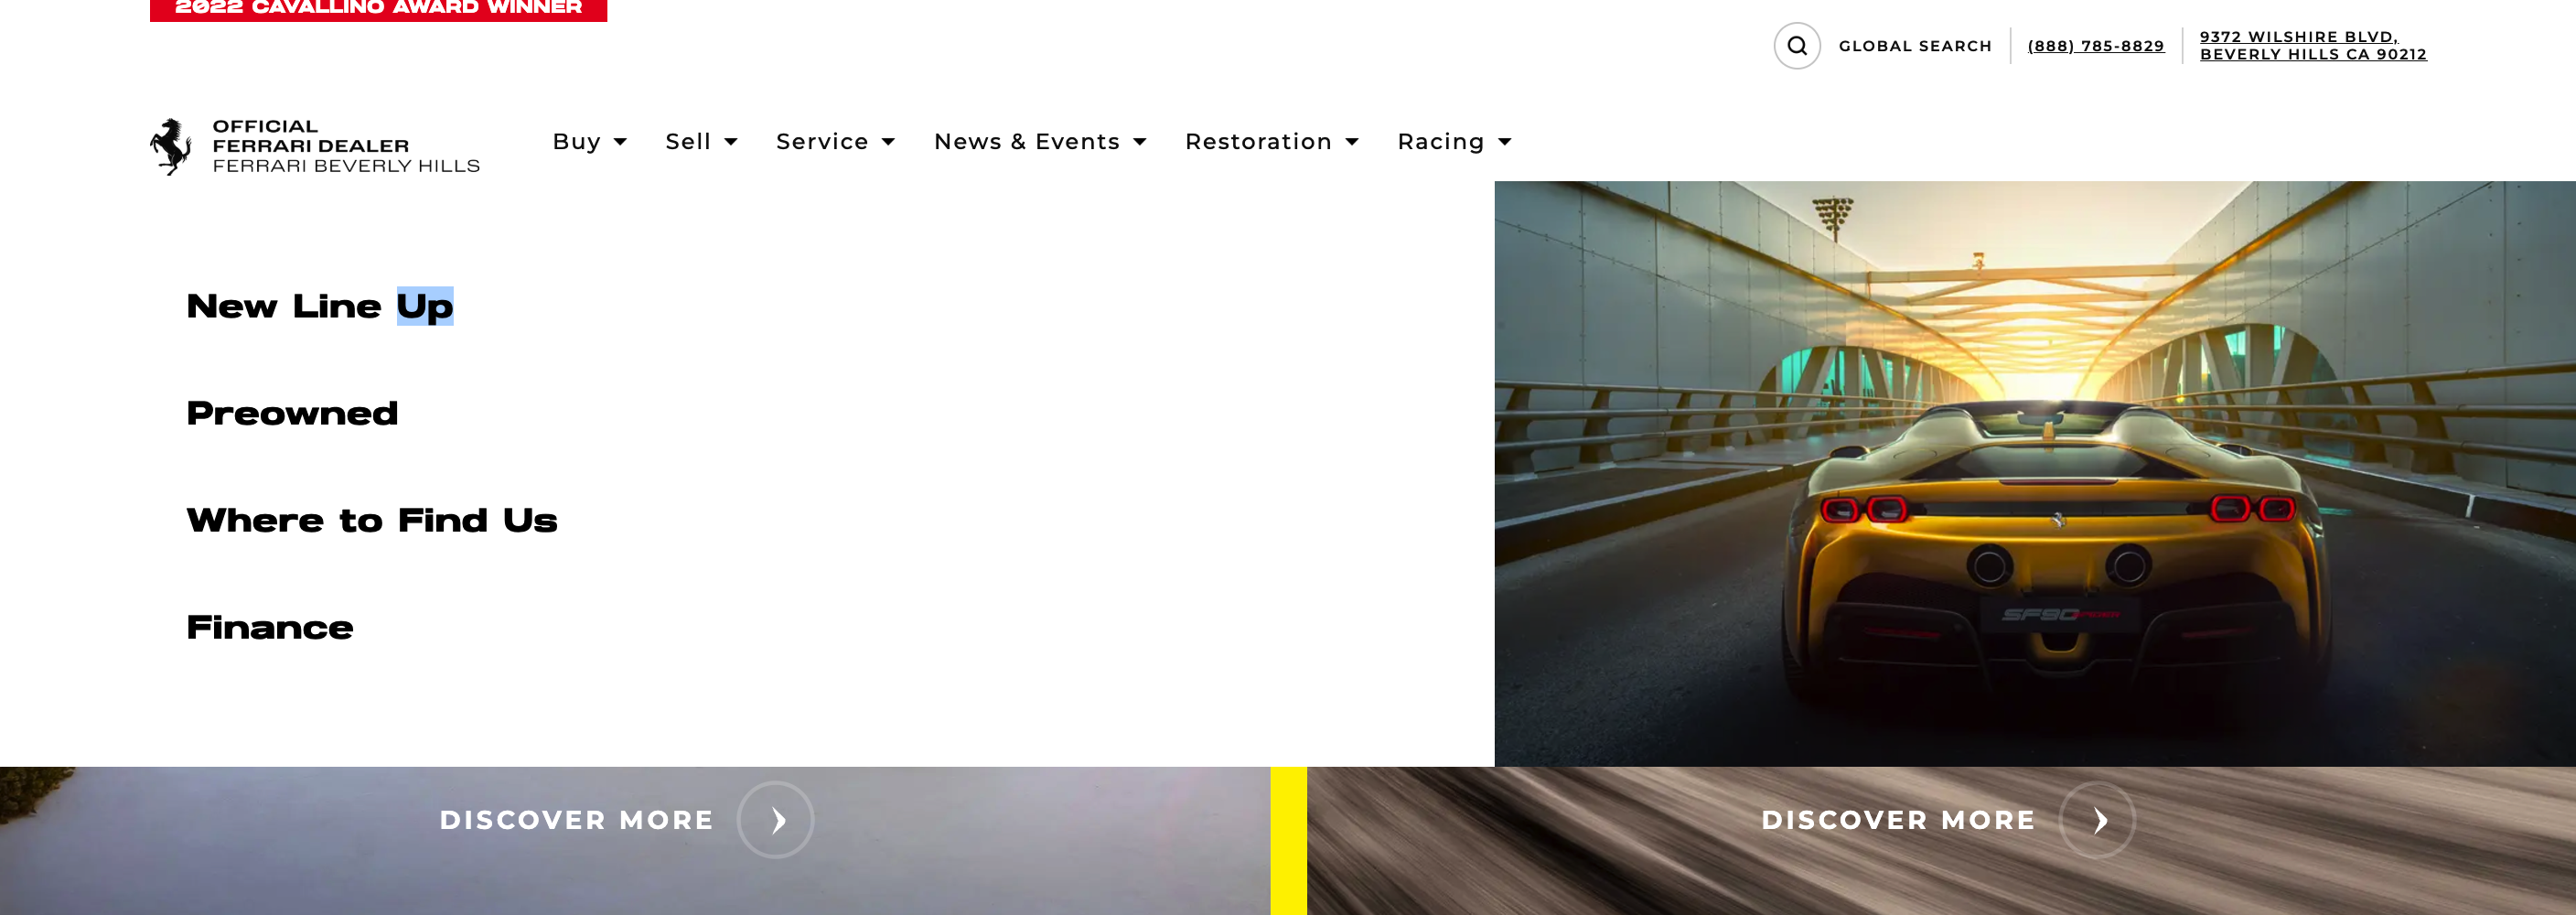 2022 CAVALLINO AWARD WINNER
GLOBAL SEARCH
(888) 785-8829
9372 WILSHIRE BLVD,
BEVERLY HILLS CA 90212
OFFICIAL
FERRARI DEALER
FERRARI BEVERLY HILLS
Buy
Sell
Service
News & Events
Restoration
Racing
New Line Up
Preowned
Where to Find Us
Finance
SF90
DISCOVER MORE
DISCOVER MORE